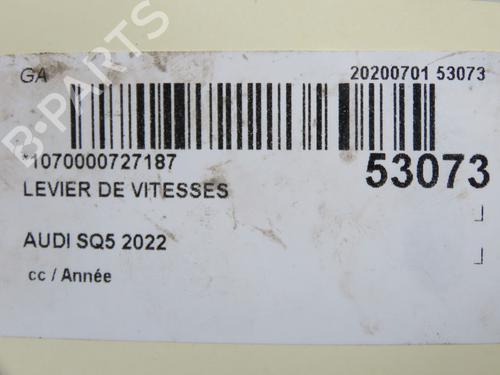 GA
20200701 53073
*1070000727187
53073
LEVIER DE VITESSES
AUDI SQ5 2022
cc / Année
B-PARTS